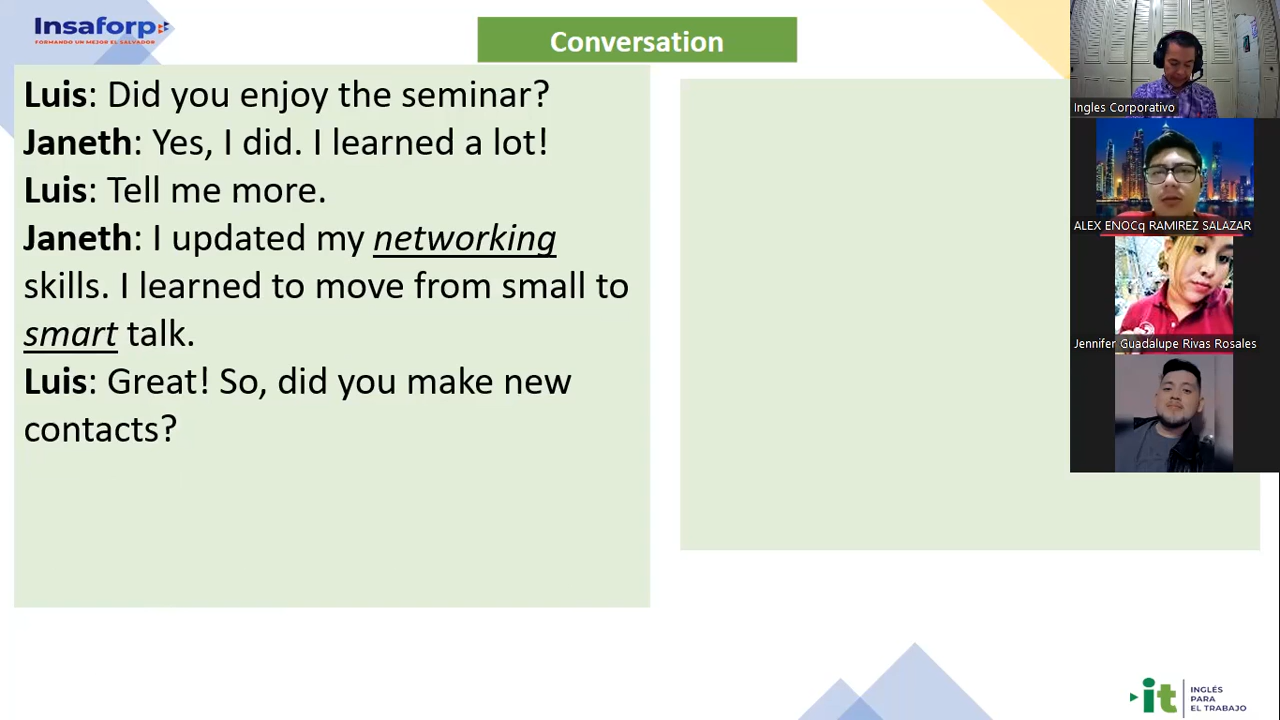 Insaforp
FORMANDO UN MEJOR EL SALVADOR
Conversation
Luis: Did you enjoy the seminar?
Janeth: Yes, I did. I learned a lot!
Luis: Tell me more.
Janeth: I updated my networking
skills. I learned to move from small to
smart talk.
Luis: Great! So, did you make new
contacts?
Ingles Corporativo
ALEX ENOCq RAMIREZ SALAZAR
Jennifer Guadalupe Rivas Rosales
it
INGLÉS
PARA
EL TRABAJO